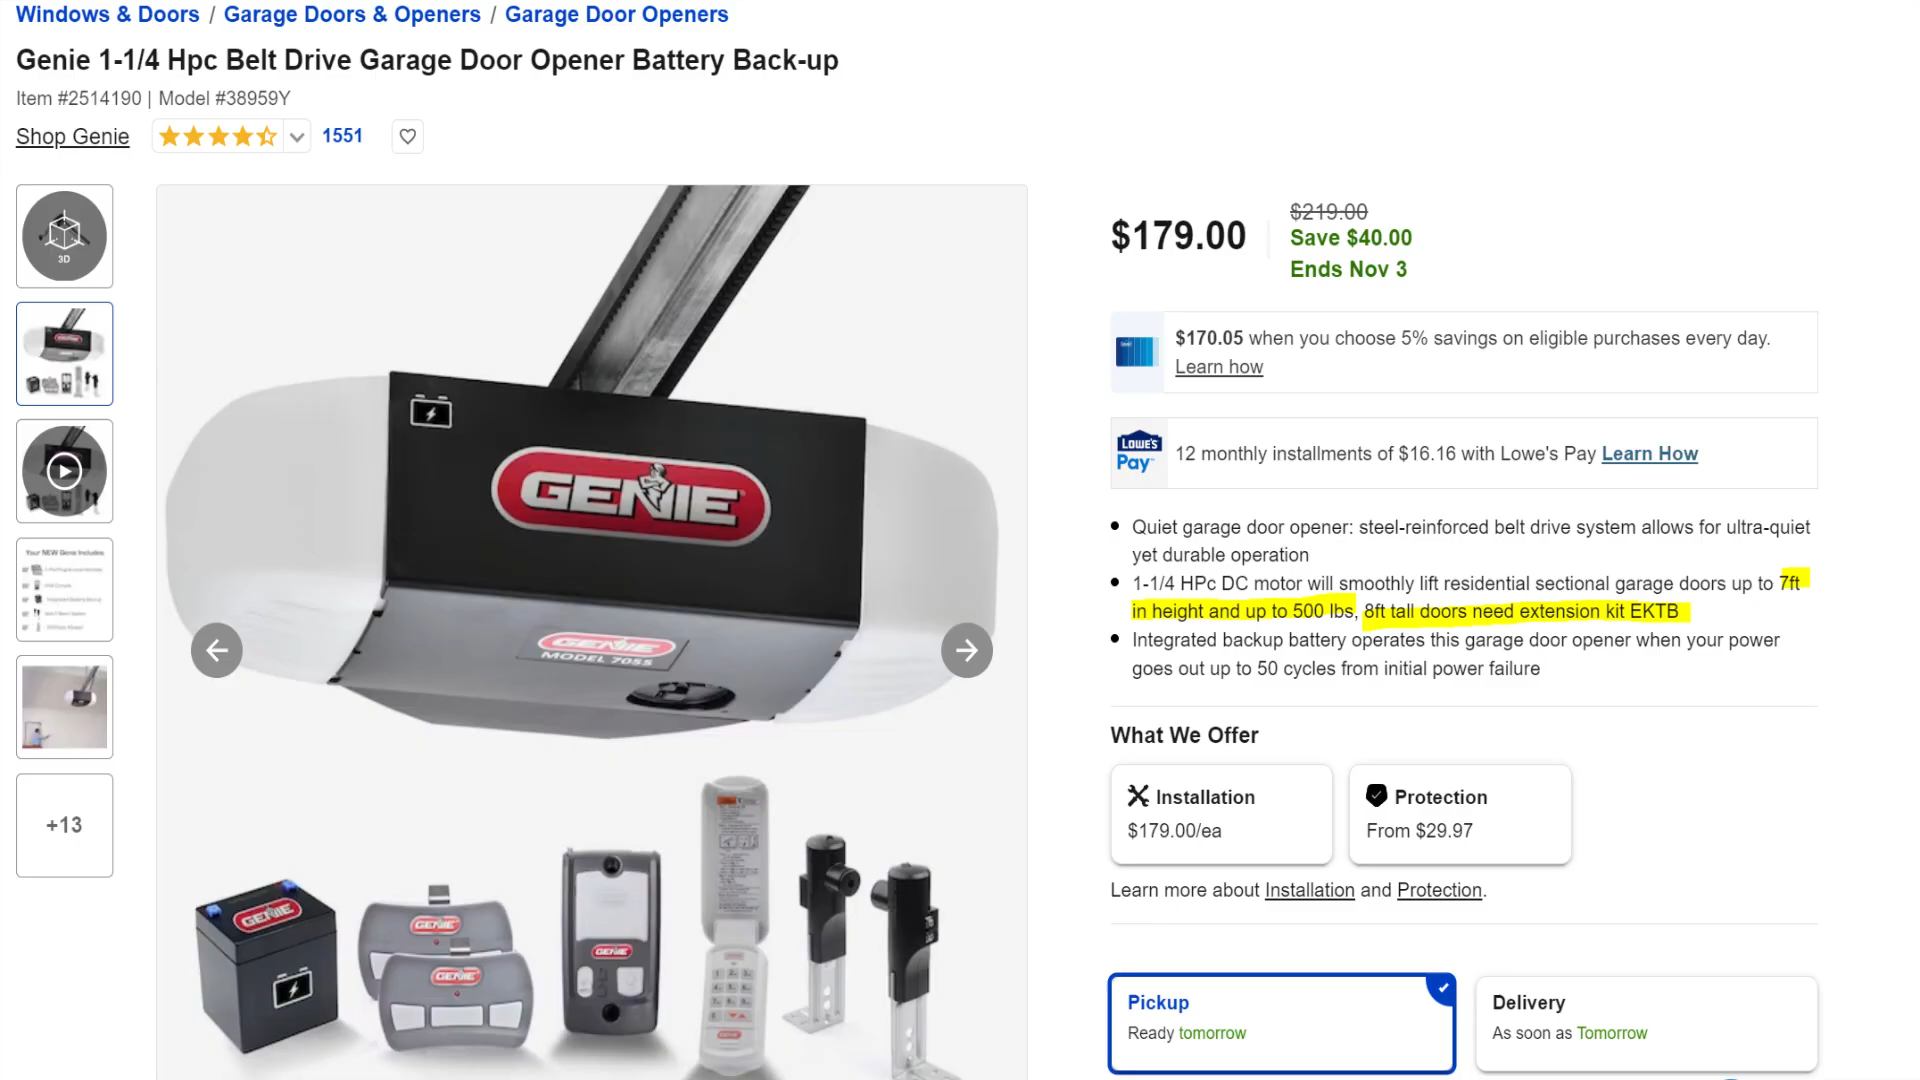 Windows & Doors / Garage Doors & Openers / Garage Door Openers
Genie 1-1/4 Hpc Belt Drive Garage Door Opener Battery Back-up
Item #2514190 | Model #38959Y
Shop Genie 1551
3D
Your NEW Genie Includes
+13
GENIE
GENIE
MODEL 7055
GENIE
GENIE
GENIE
GENIE
GENIE
$179.00
$219.00
Save $40.00
Ends Nov 3
$170.05 when you choose 5% savings on eligible purchases every day.
Learn how
LOWE'S
Pay
12 monthly installments of $16.16 with Lowe's Pay Learn How
Quiet garage door opener: steel-reinforced belt drive system allows for ultra-quiet
yet durable operation
1-1/4 HPc DC motor will smoothly lift residential sectional garage doors up to 7ft
in height and up to 500 lbs, 8ft tall doors need extension kit EKTB
Integrated backup battery operates this garage door opener when your power
goes out up to 50 cycles from initial power failure
What We Offer
Installation
$179.00/ea
Protection
From $29.97
Learn more about Installation and Protection.
Pickup
Ready tomorrow
Delivery
As soon as Tomorrow